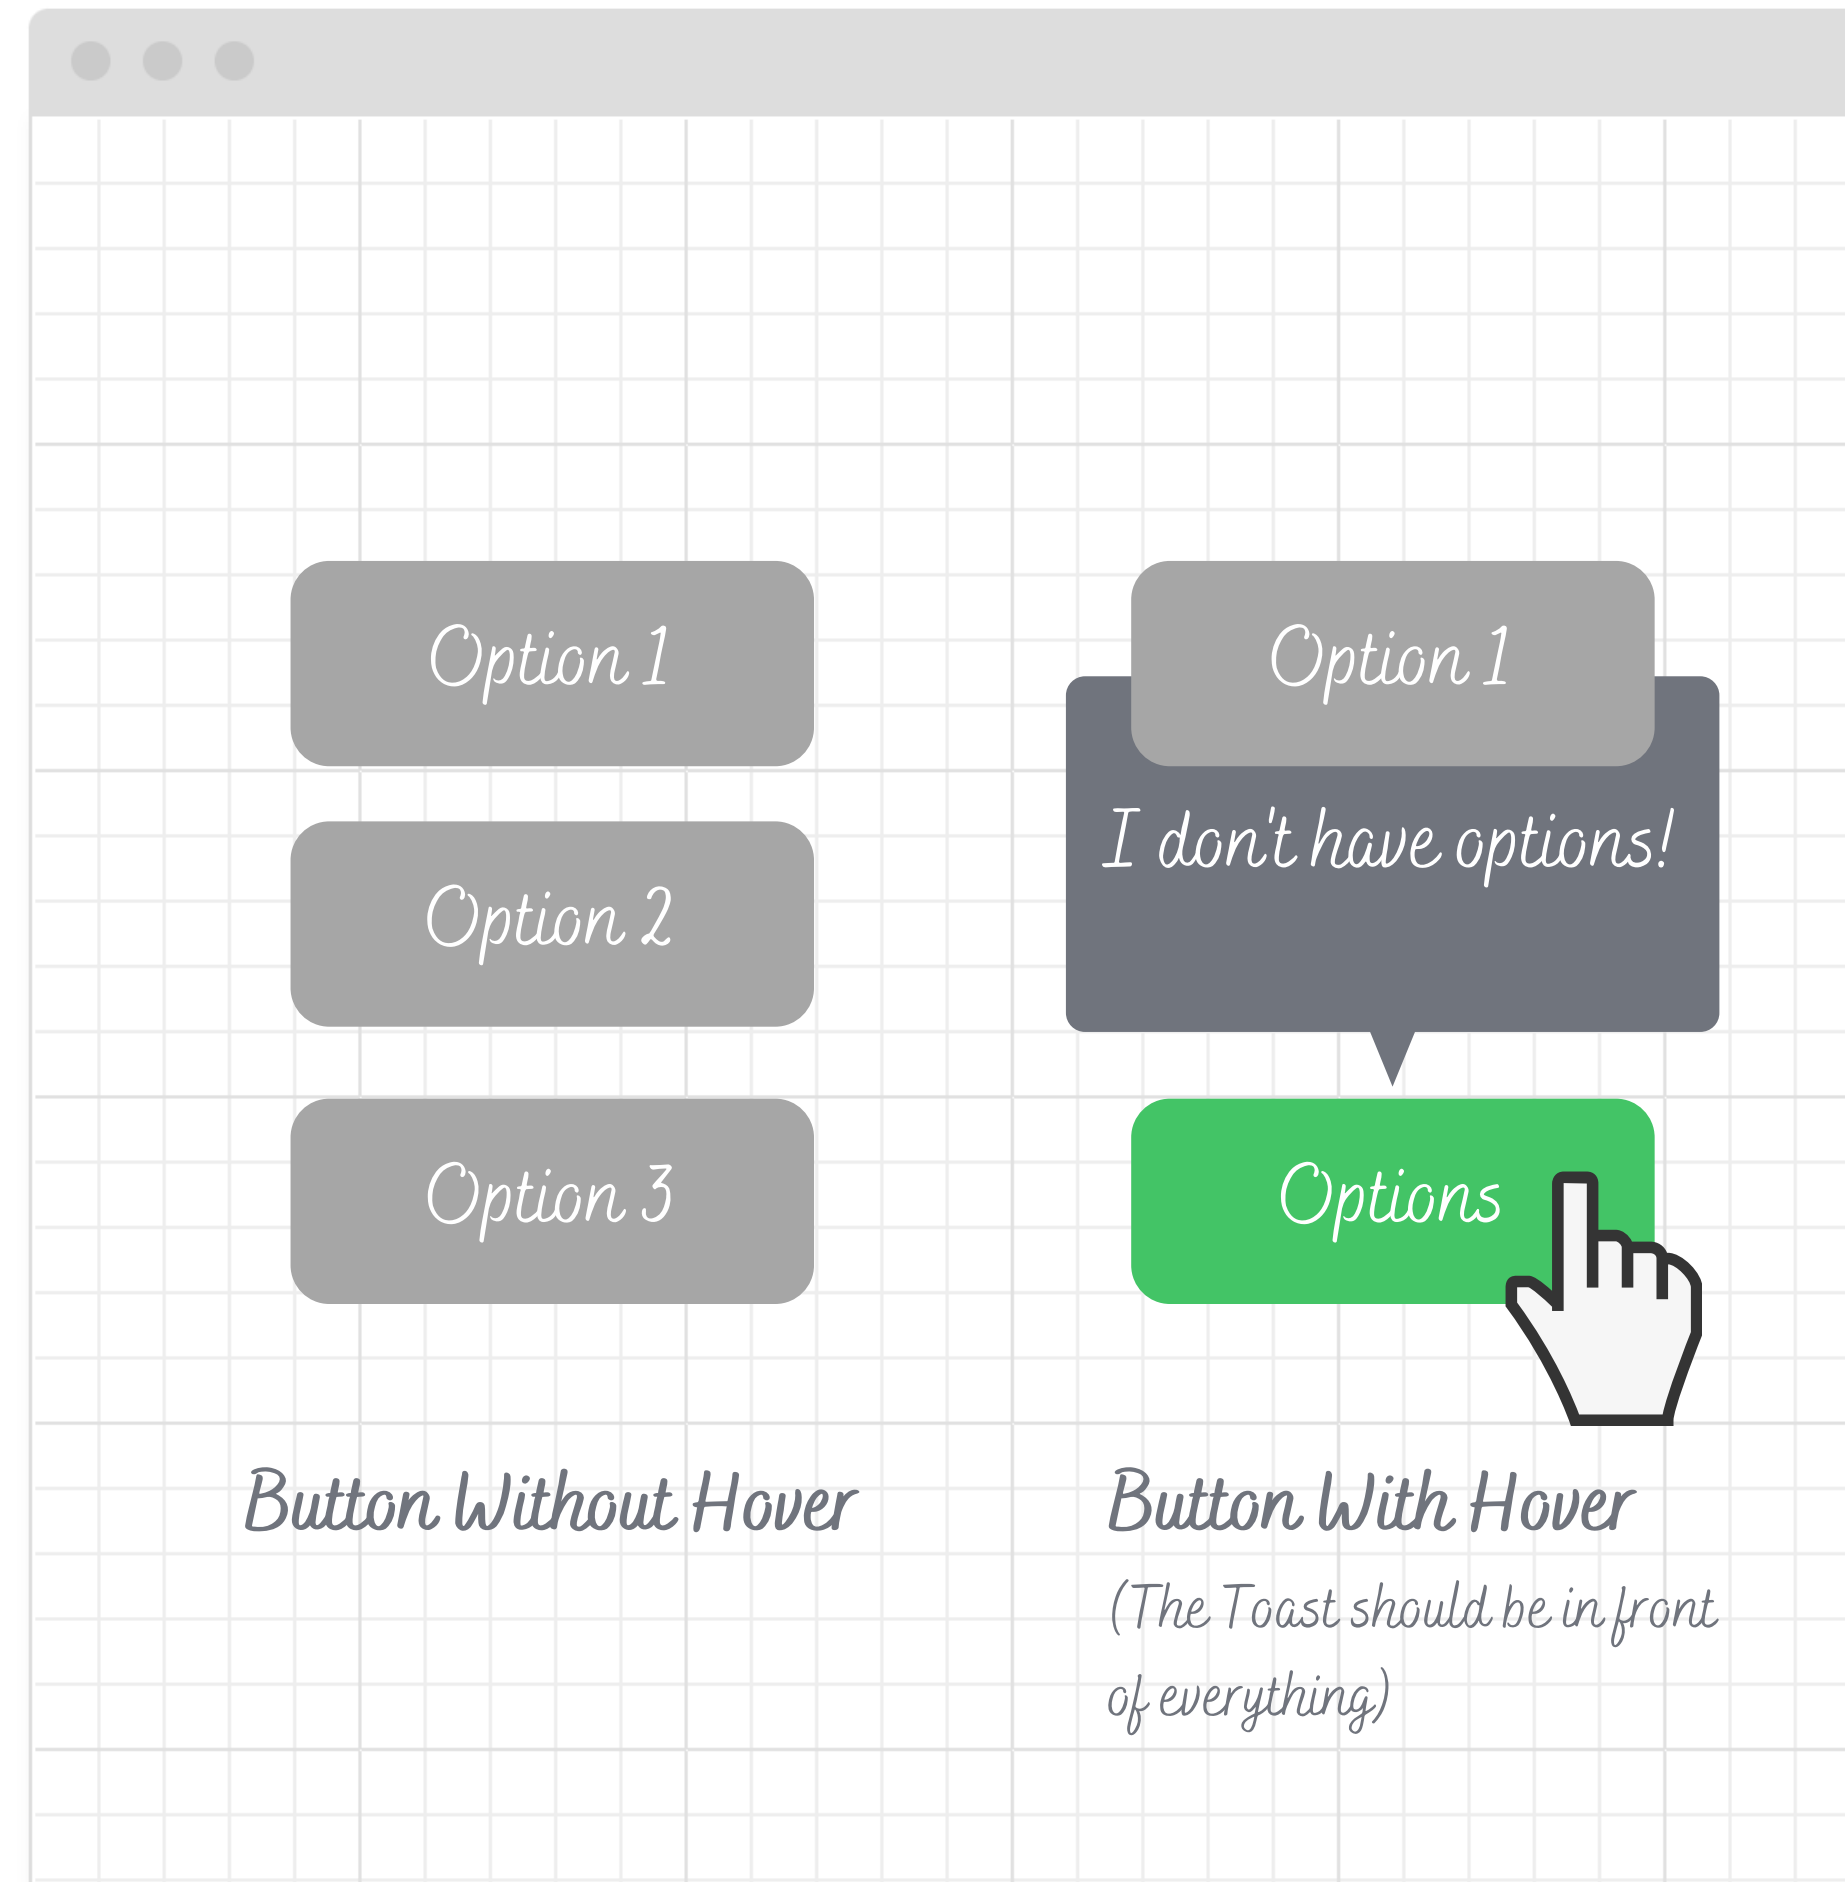 Option 1
Option 2
Option 3
Button Without Hover
Option 1
I don't have options!
Options
Button With Hover
(The Toast should be in front
of everything)